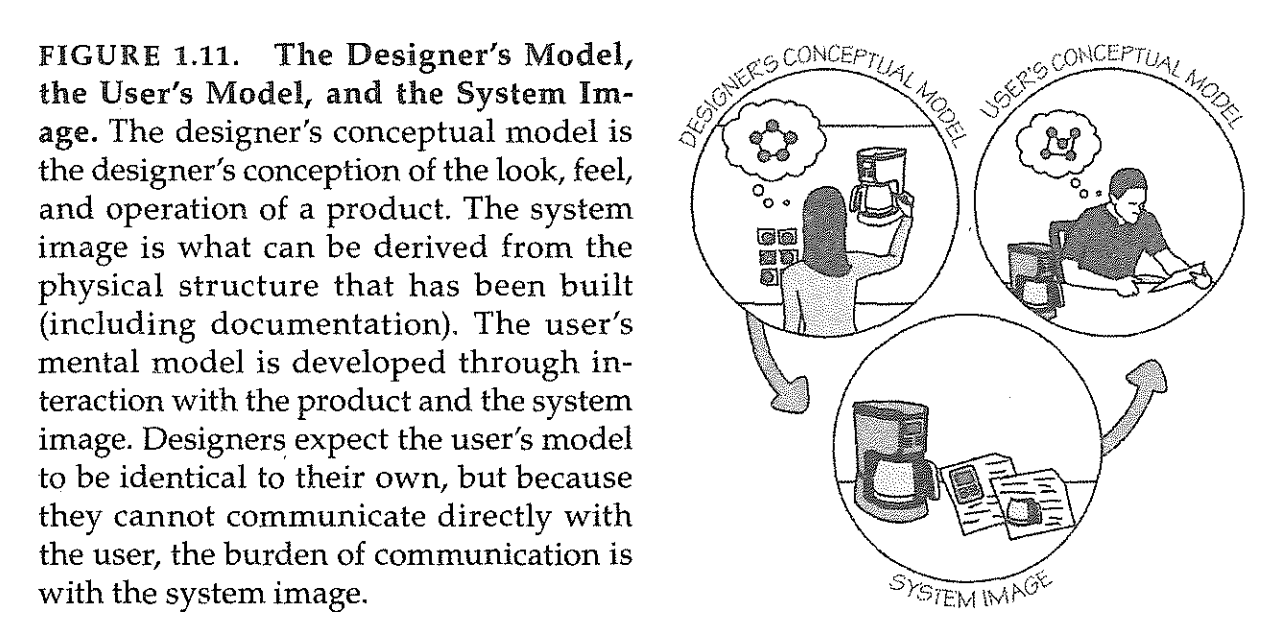 FIGURE 1.11. The Designer's Model,
the User's Model, and the System Im-
age. The designer's conceptual model is
the designer's conception of the look, feel,
and operation of a product. The system
image is what can be derived from the
physical structure that has been built
(including documentation). The user's
mental model is developed through in-
teraction with the product and the system
image. Designers expect the user's model
to be identical to their own, but because
they cannot communicate directly with
the user, the burden of communication is
with the system image.
DESIGNER'S CONCEPTUAL MODEL
USER'S CONCEPTUAL MODEL
SYSTEM IMAGE